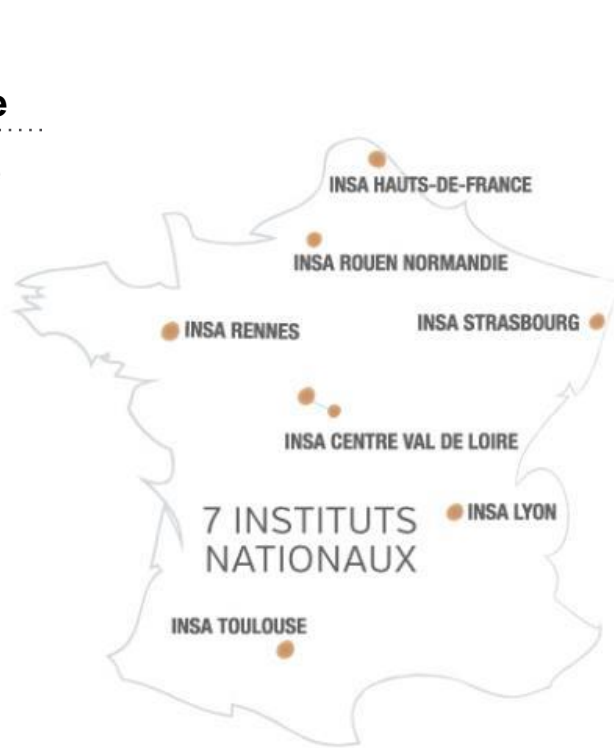 e
INSA HAUTS-DE-FRANCE
INSA ROUEN NORMANDIE
INSA STRASBOURG
INSA RENNES
INSA CENTRE VAL DE LOIRE
7 INSTITUTS
NATIONAUX
INSA LYON
INSA TOULOUSE